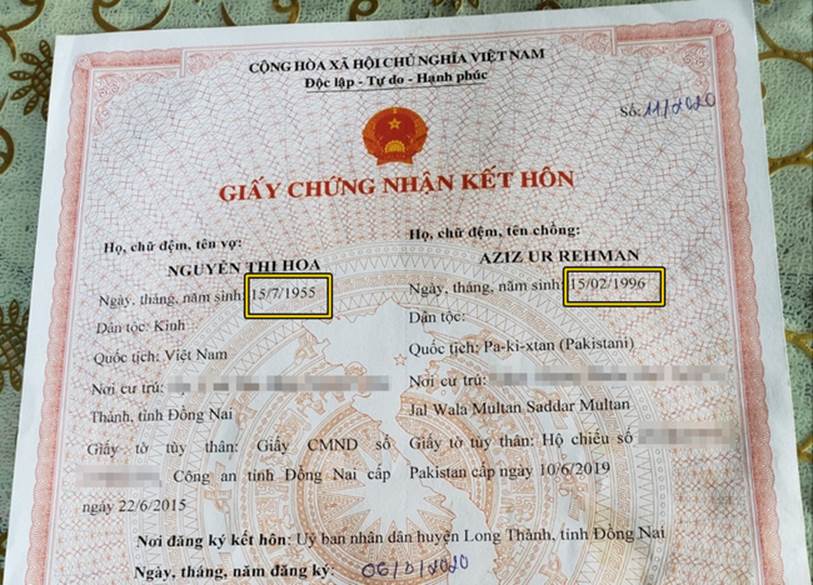 CỘNG HÒA XÃ HỘI CHỦ NGHĨA VIỆT NAM
Độc lập - Tự do - Hạnh phúc
Số: 11/2020
GIẤY CHỨNG NHẬN KẾT HÔN
Họ, chữ đệm, tên vợ:
NGUYỄN THỊ HOA
Ngày, tháng, năm sinh: 15/7/1955
Dân tộc: Kinh
Quốc tịch: Việt Nam
Nơi cư trú:
Thành, tỉnh Đồng Nai
Giấy tờ tùy thân: Giấy CMND số
Công an tỉnh Đồng Nai cấp
ngày 22/6/2015
Họ, chữ đệm, tên chồng:
AZIZ UR REHMAN
Ngày, tháng, năm sinh: 15/02/1996
Dân tộc:
Quốc tịch: Pa-ki-xtan (Pakistani)
Nơi cư trú:
Jal Wala Multan Saddar Multan
Giấy tờ tùy thân: Hộ chiếu số
Pakistan cấp ngày 10/6/2019
Nơi đăng ký kết hôn: Uỷ ban nhân dân huyện Long Thành, tỉnh Đồng Nai
Ngày, tháng, năm đăng ký: